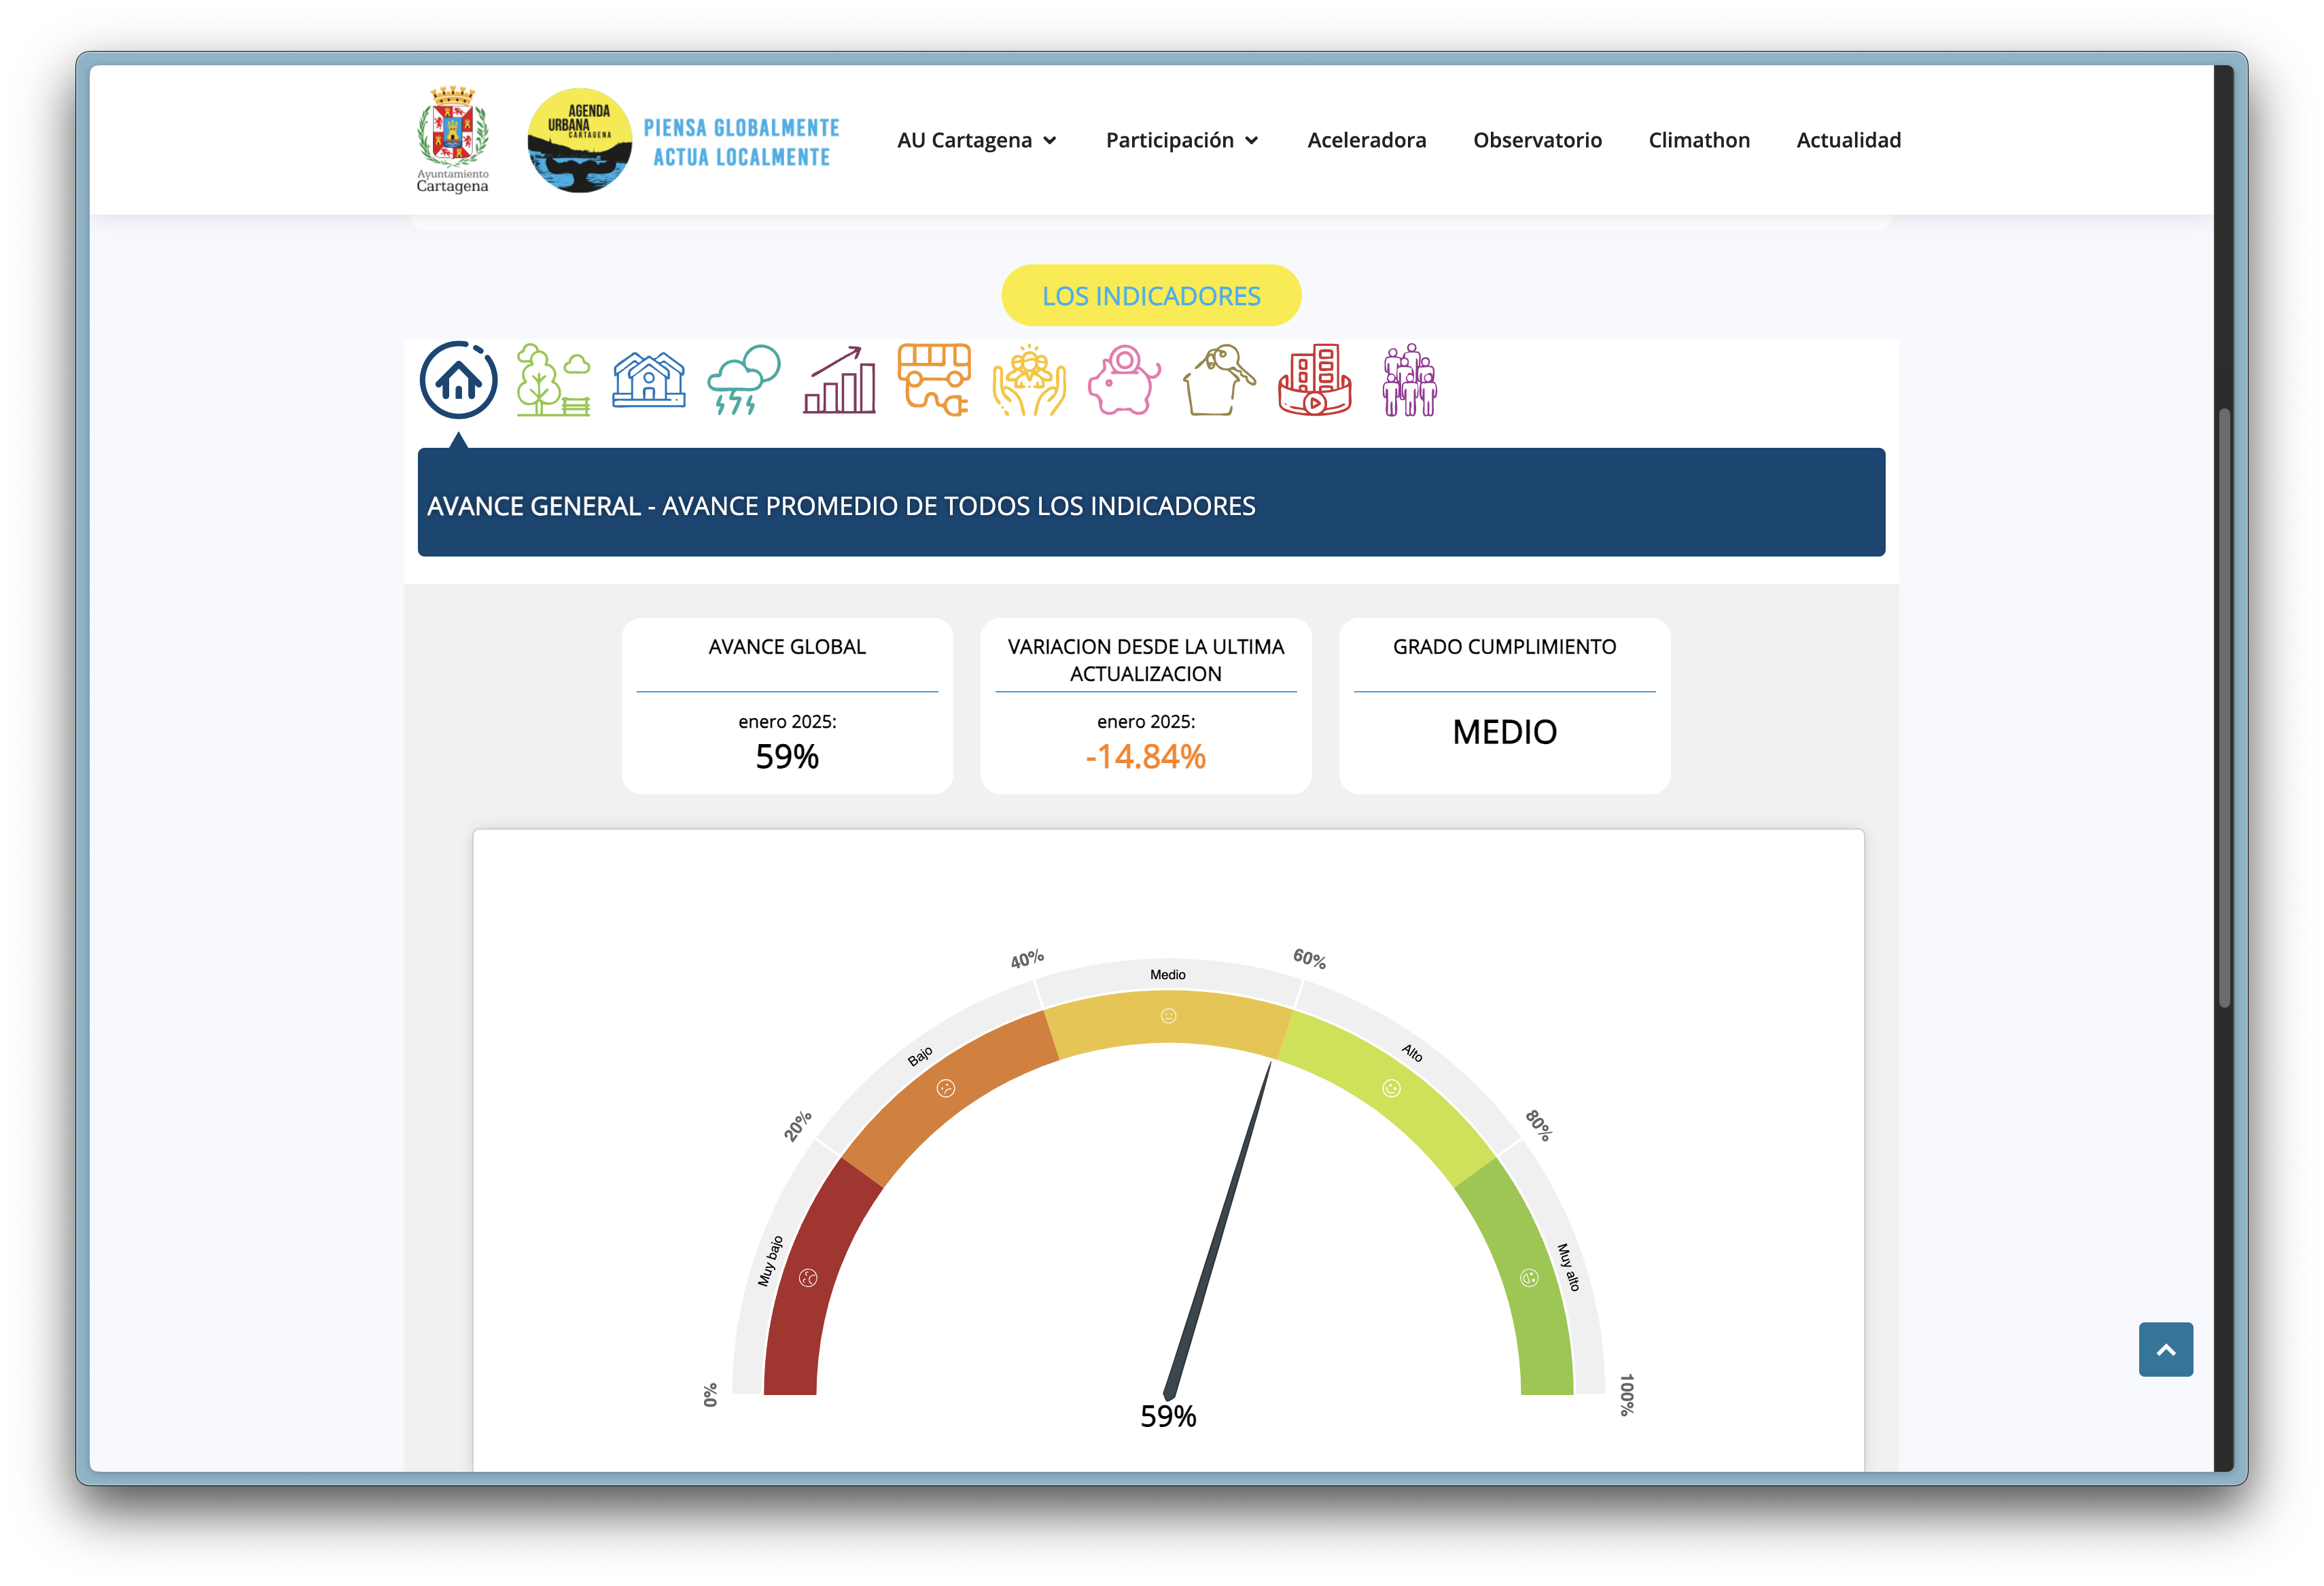 Ayuntamiento
Cartagena
AGENDA
URBANA
CARTAGENA
PIENSA GLOBALMENTE
ACTUA LOCALMENTE
AU Cartagena
Participación
Aceleradora
Observatorio
Climathon
Actualidad
LOS INDICADORES
AVANCE GENERAL - AVANCE PROMEDIO DE TODOS LOS INDICADORES
AVANCE GLOBAL
enero 2025:
59%
VARIACION DESDE LA ULTIMA
ACTUALIZACION
enero 2025:
-14.84%
GRADO CUMPLIMIENTO
MEDIO
0%
Muy bajo
20%
Bajo
40%
Medio
60%
Alto
80%
Muy alto
100%
59%